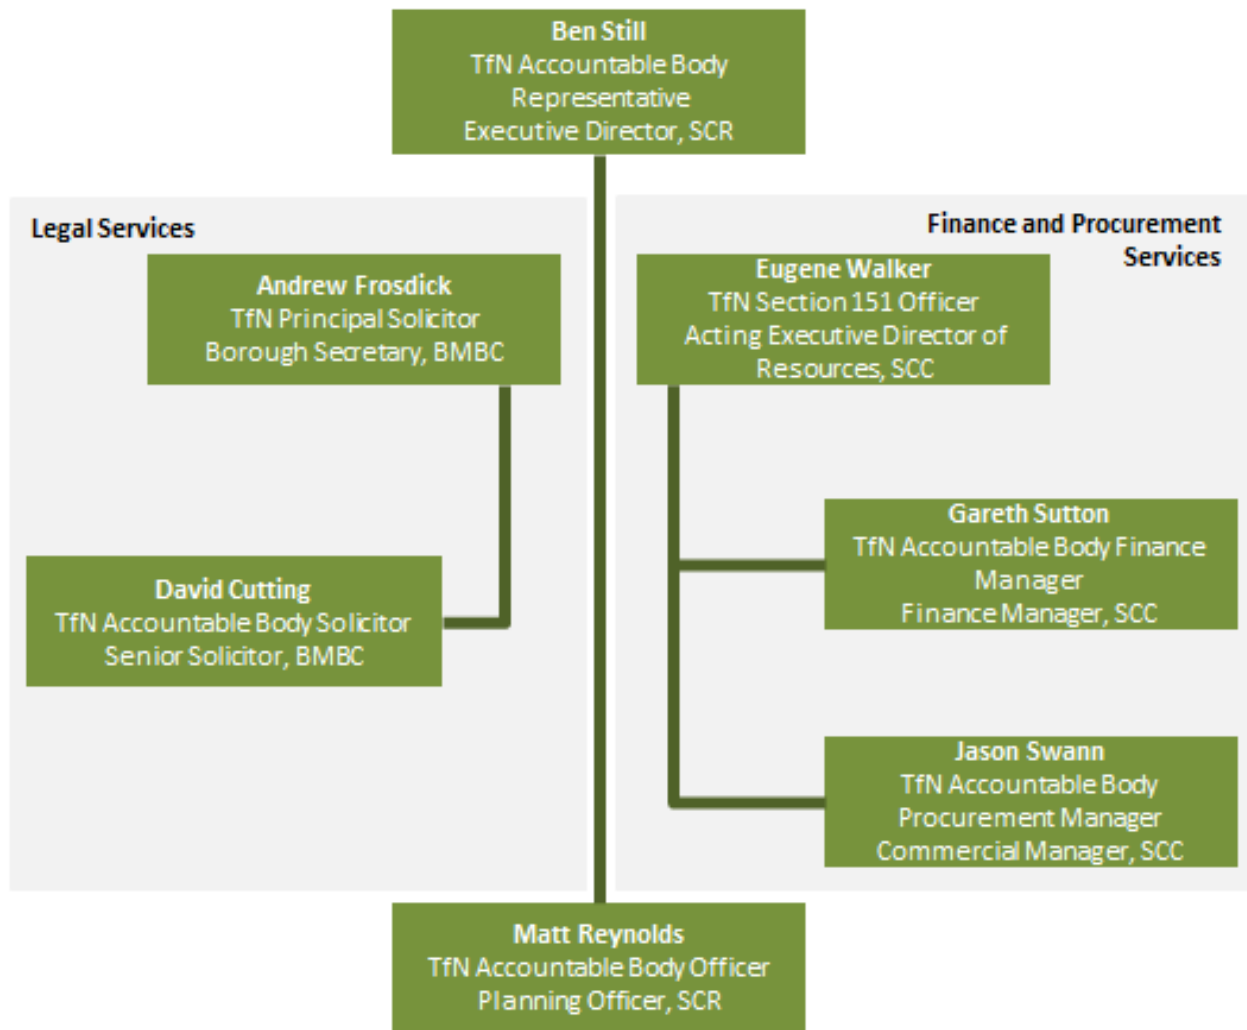 Ben Still
TfN Accountable Body
Representative
Executive Director, SCR
Legal Services
Andrew Frosdick
TfN Principal Solicitor
Borough Secretary, BMBC
David Cutting
TfN Accountable Body Solicitor
Senior Solicitor, BMBC
Finance and Procurement
Services
Eugene Walker
TfN Section 151 Officer
Acting Executive Director of
Resources, SCC
Gareth Sutton
TfN Accountable Body Finance
Manager
Finance Manager, SCC
Jason Swann
TfN Accountable Body
Procurement Manager
Commercial Manager, SCC
Matt Reynolds
TfN Accountable Body Officer
Planning Officer, SCR